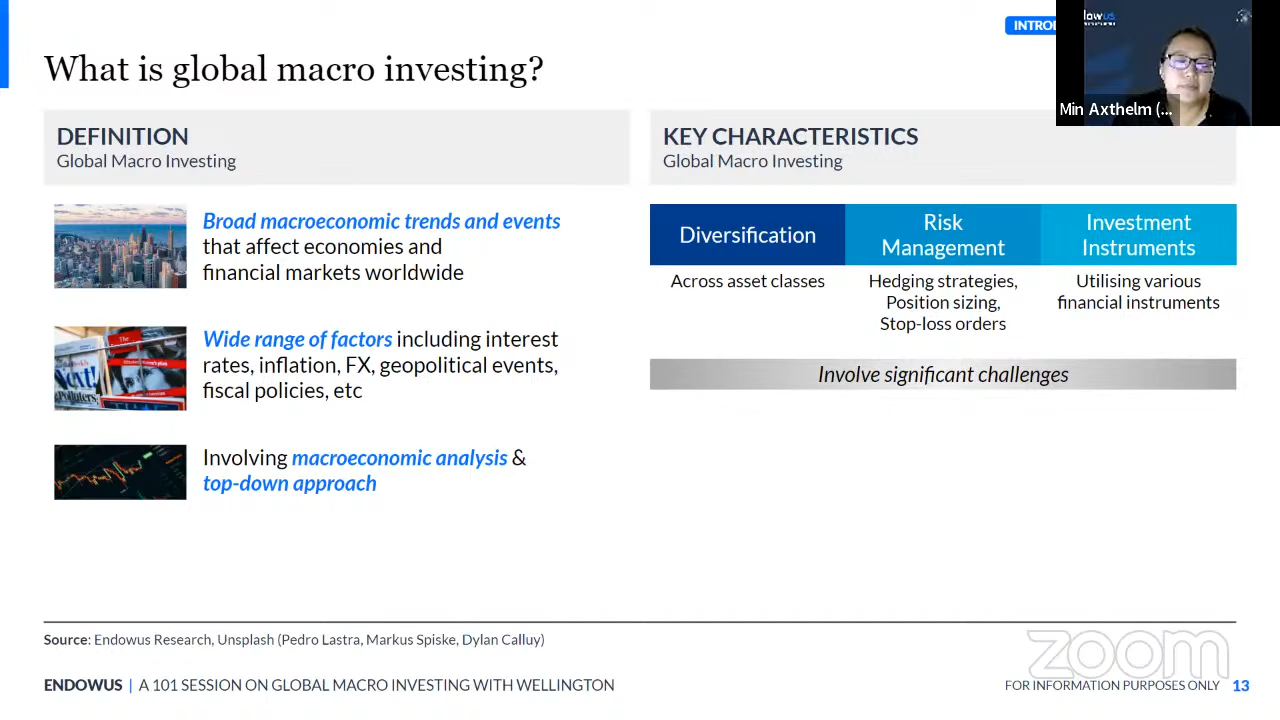 INTRO
What is global macro investing?
Min Axthelm (...
DEFINITION
Global Macro Investing
Broad macroeconomic trends and events
that affect economies and
financial markets worldwide
Wide range of factors including interest
rates, inflation, FX, geopolitical events,
fiscal policies, etc
Involving macroeconomic analysis &
top-down approach
KEY CHARACTERISTICS
Global Macro Investing
Diversification
Across asset classes
Risk
Management
Hedging strategies,
Position sizing,
Stop-loss orders
Investment
Instruments
Utilising various
financial instruments
Involve significant challenges
Source: Endowus Research, Unsplash (Pedro Lastra, Markus Spiske, Dylan Calluy)
zoom
ENDOWUS | A 101 SESSION ON GLOBAL MACRO INVESTING WITH WELLINGTON
FOR INFORMATION PURPOSES ONLY 13